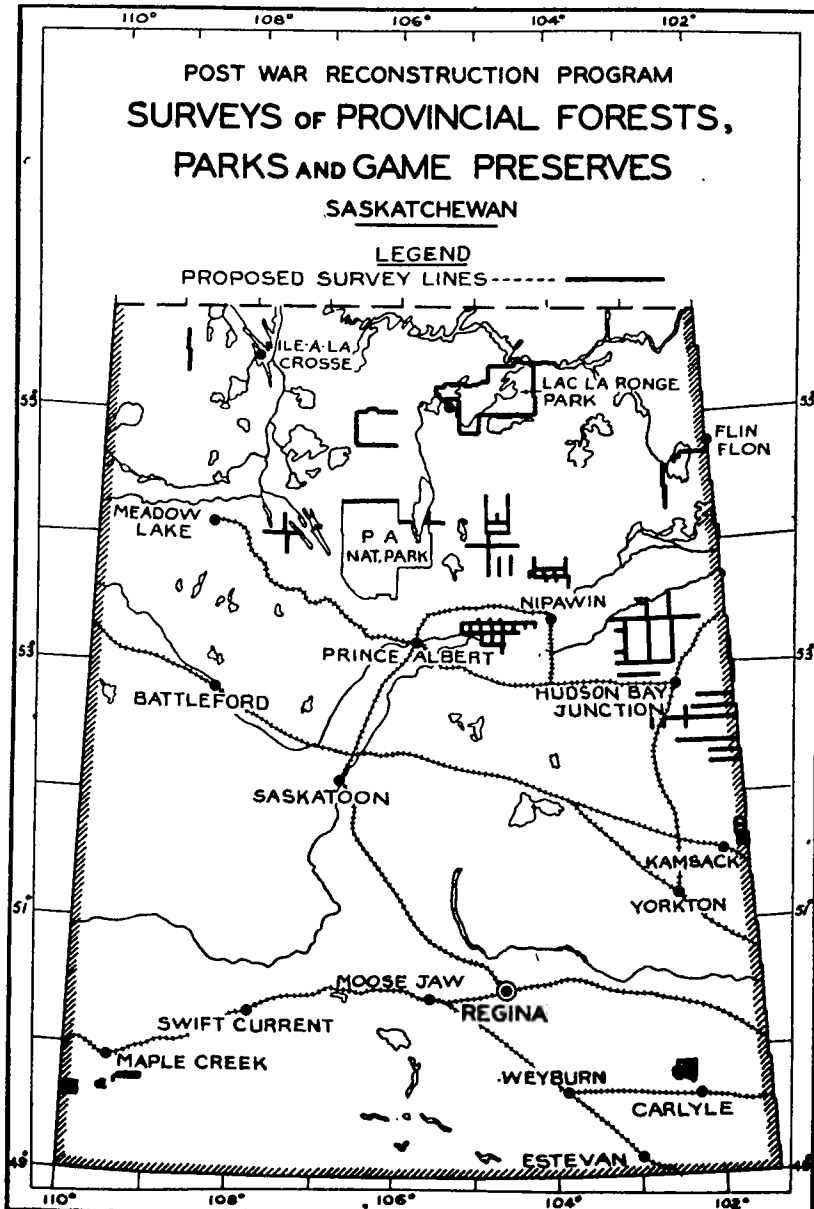 110° 108° 106° 104° 102°
POST WAR RECONSTRUCTION PROGRAM
SURVEYS OF PROVINCIAL FORESTS,
PARKS AND GAME PRESERVES
SASKATCHEWAN
LEGEND
PROPOSED SURVEY LINES
ILE-A-LA
CROSSE
LAC LA RONGE
PARK
55°
FLIN
FLON
MEADOW
LAKE
P A
NAT. PARK
NIPAWIN
PRINCE ALBERT
53°
53°
BATTLEFORD
HUDSON BAY
JUNCTION
SASKATOON
KAMSACK
YORKTON
51°
MOOSE JAW
REGINA
SWIFT CURRENT
MAPLE CREEK
WEYBURN
CARLYLE
ESTEVAN
49°
110° 108° 106° 104° 102°